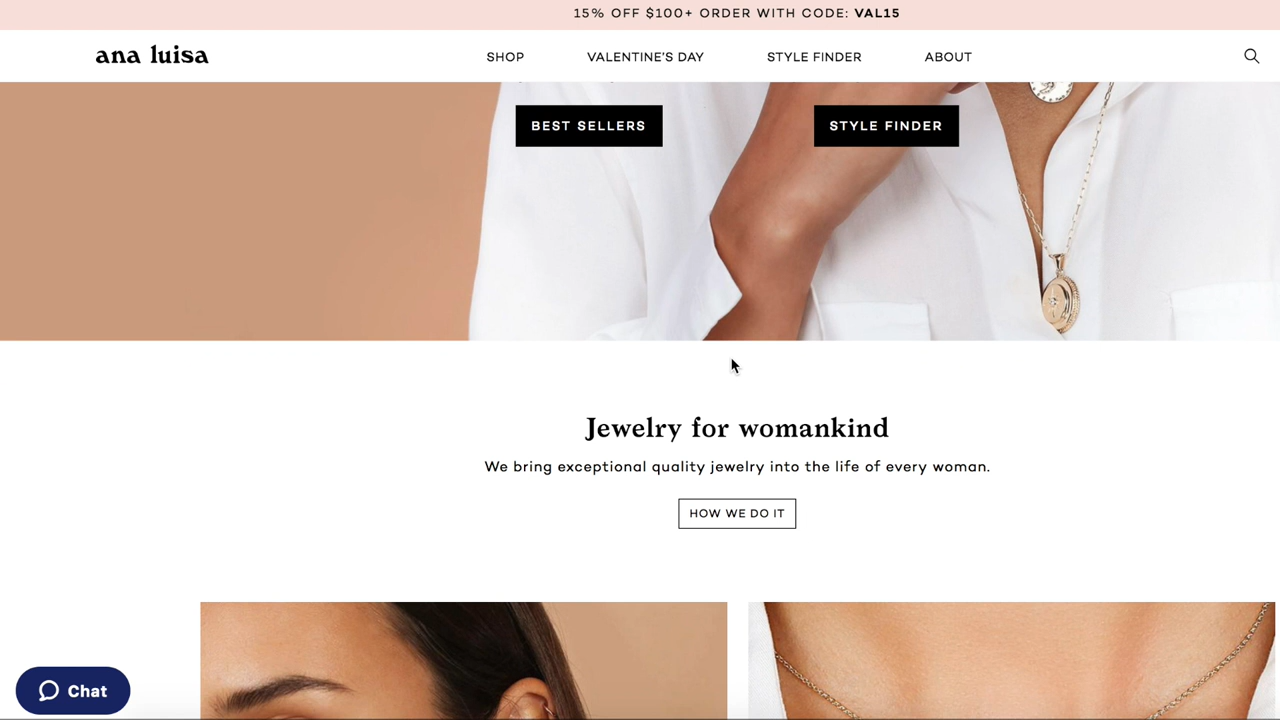 15% OFF $100+ ORDER WITH CODE: VAL15
ana luisa
SHOP
VALENTINE'S DAY
STYLE FINDER
ABOUT
BEST SELLERS
STYLE FINDER
Jewelry for womankind
We bring exceptional quality jewelry into the life of every woman.
HOW WE DO IT
Chat